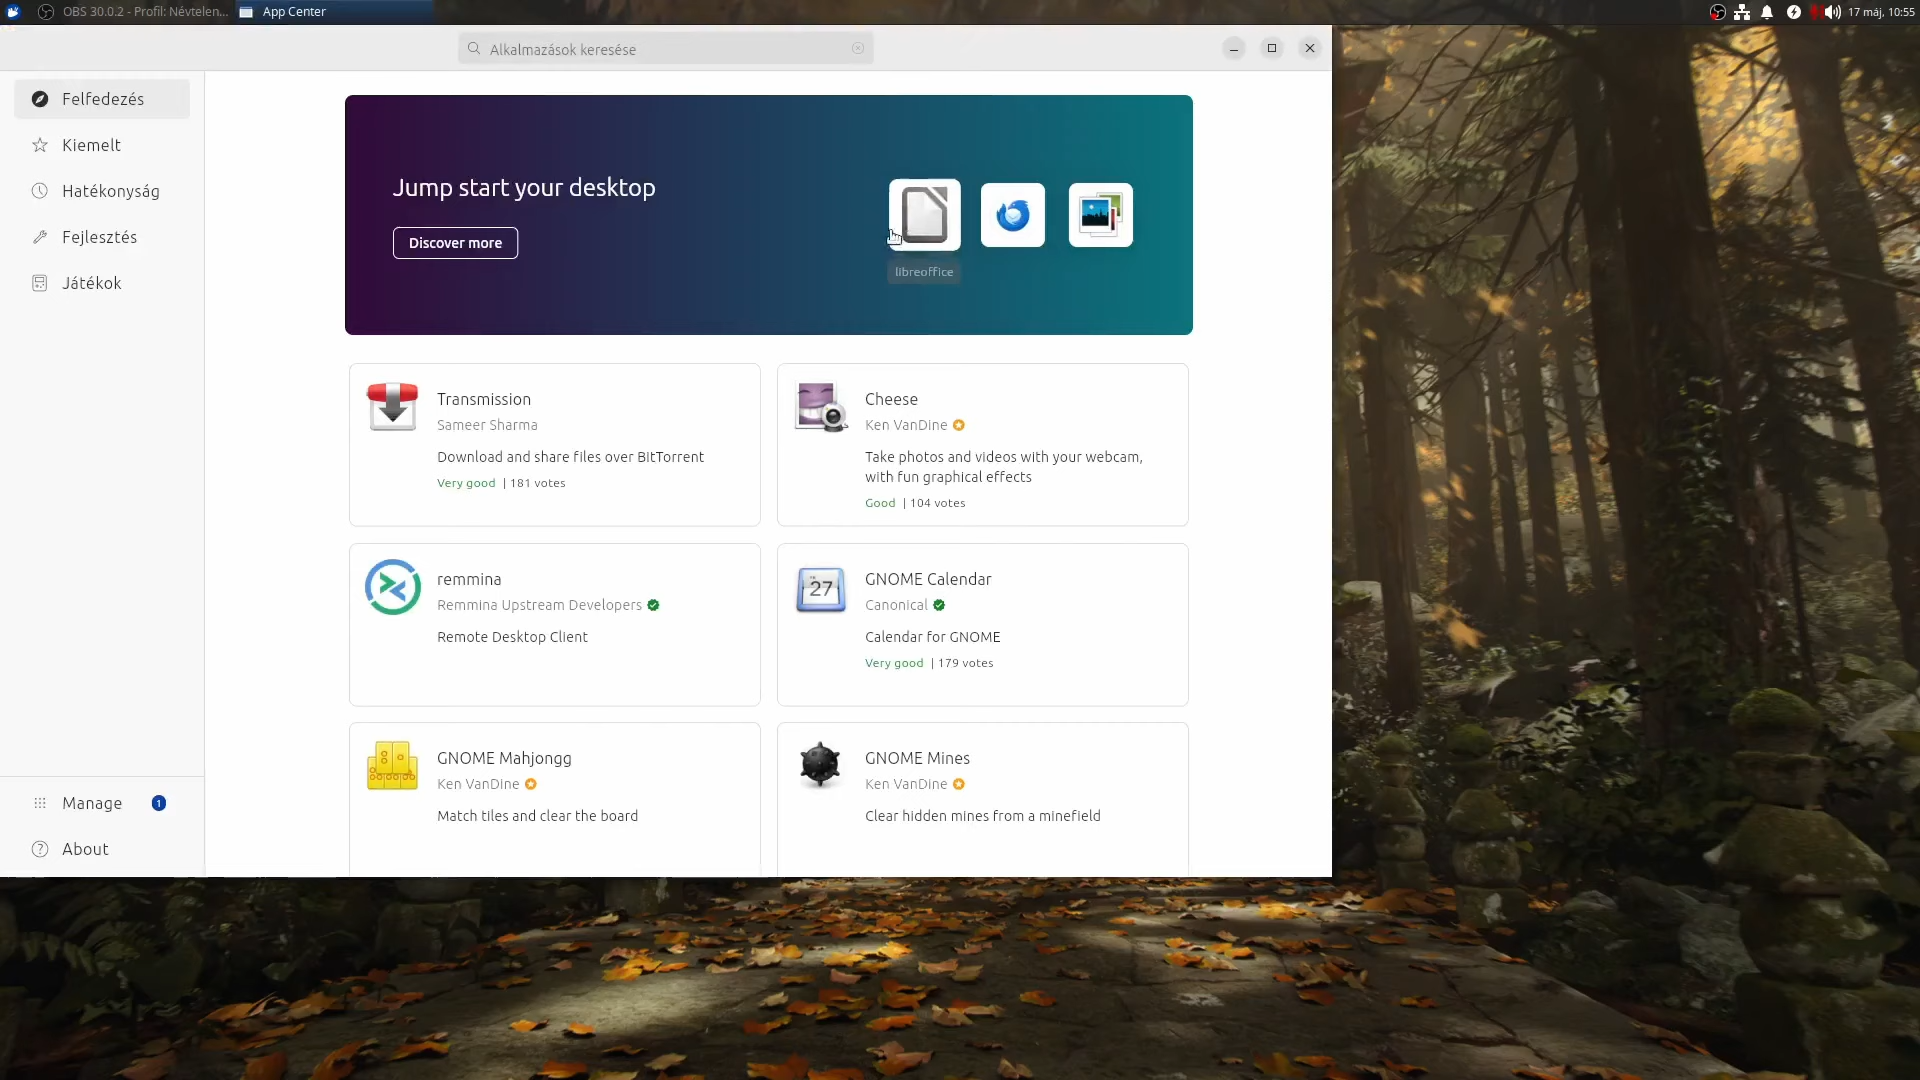 OBS 30.0.2 - Profil: Névtelen...
App Center
17 máj, 10:55
Alkalmazások keresése
Felfedezés
Kiemelt
Hatékonyság
Fejlesztés
Játékok
Manage
1
About
Jump start your desktop
Discover more
libreoffice
Transmission
Sameer Sharma
Download and share files over BitTorrent
Very good | 181 votes
Cheese
Ken VanDine
Take photos and videos with your webcam,
with fun graphical effects
Good | 104 votes
remmina
Remmina Upstream Developers
Remote Desktop Client
27
GNOME Calendar
Canonical
Calendar for GNOME
Very good | 179 votes
GNOME Mahjongg
Ken VanDine
Match tiles and clear the board
GNOME Mines
Ken VanDine
Clear hidden mines from a minefield